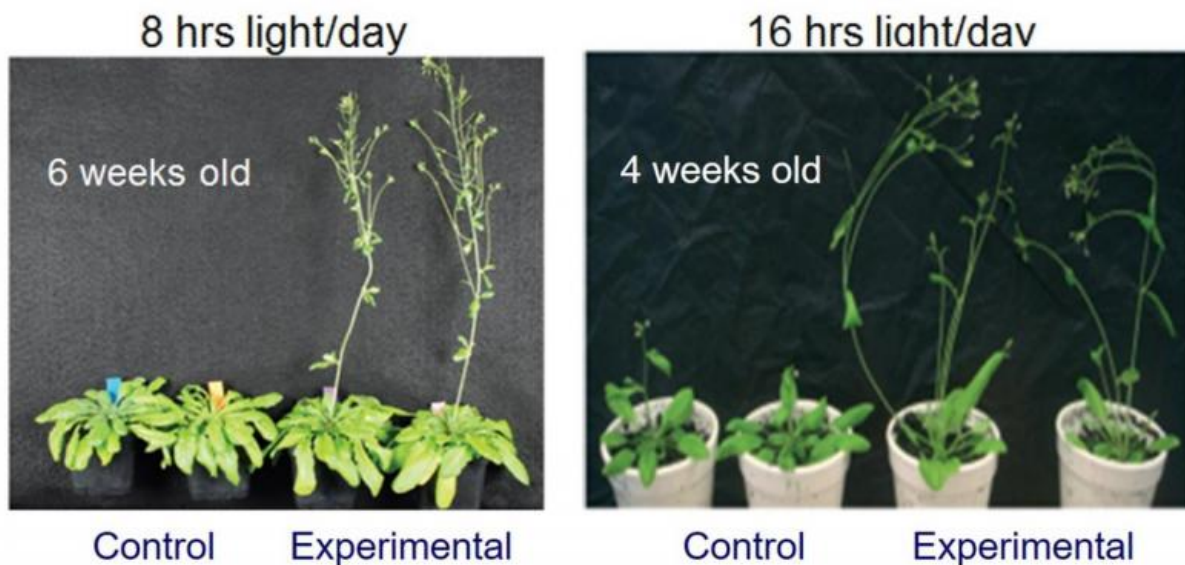 8 hrs light/day
16 hrs light/day
6 weeks old
4 weeks old
Control Experimental
Control Experimental